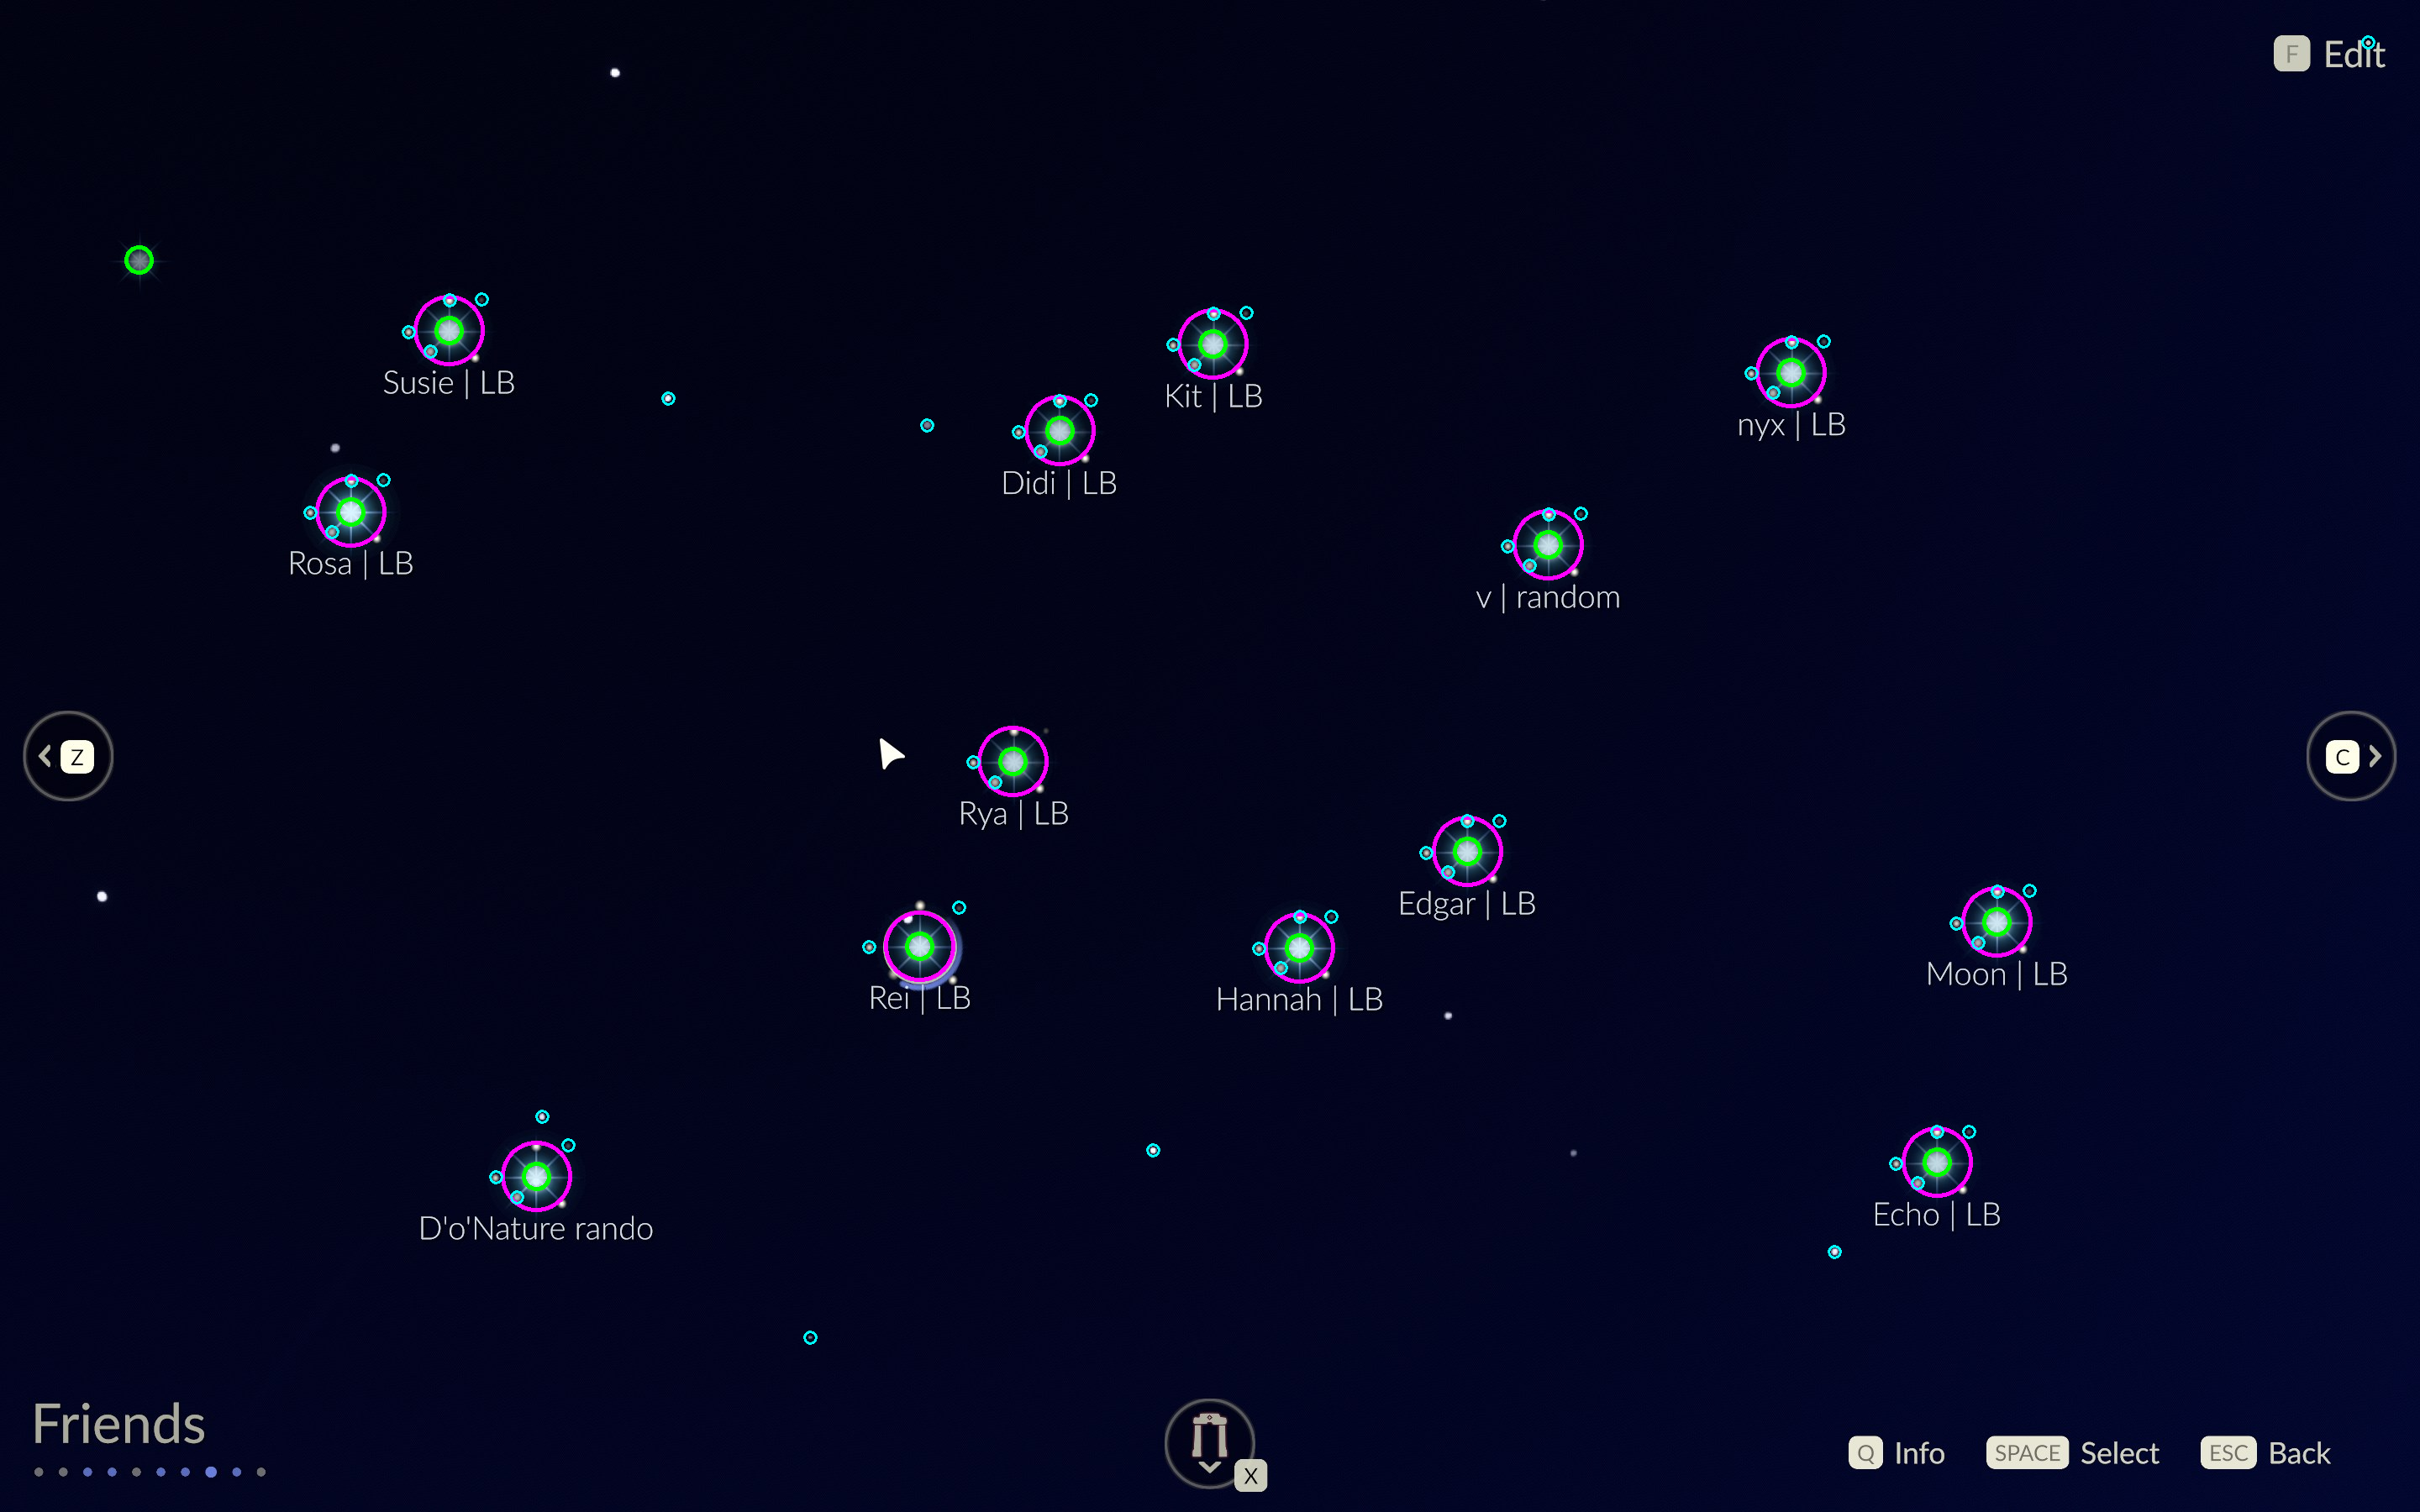 F Edit
Susie | LB
Kit | LB
nyx | LB
Didi | LB
Rosa | LB
v | random
Z
C
Rya | LB
Edgar | LB
Moon | LB
Rei | LB
Hannah | LB
Echo | LB
D'o'Nature rando
Friends
X
Q Info SPACE Select ESC Back